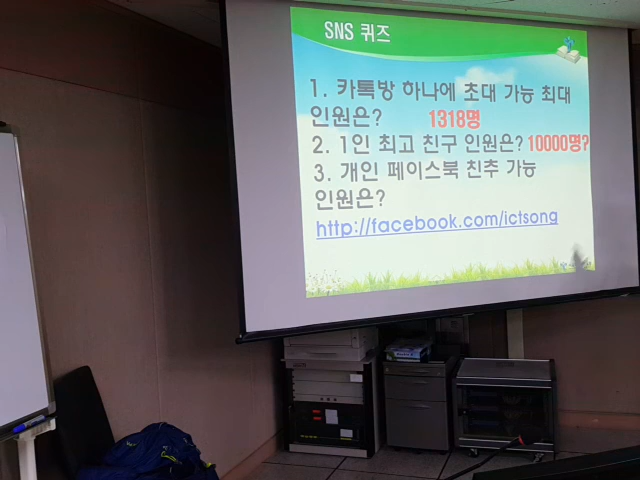 SNS 퀴즈
1. 카톡방 하나에 초대 가능 최대
인원은? 1318명
2. 1인 최고 친구 인원은? 10000명?
3. 개인 페이스북 친추 가능
인원은?
http://facebook.com/ictsong